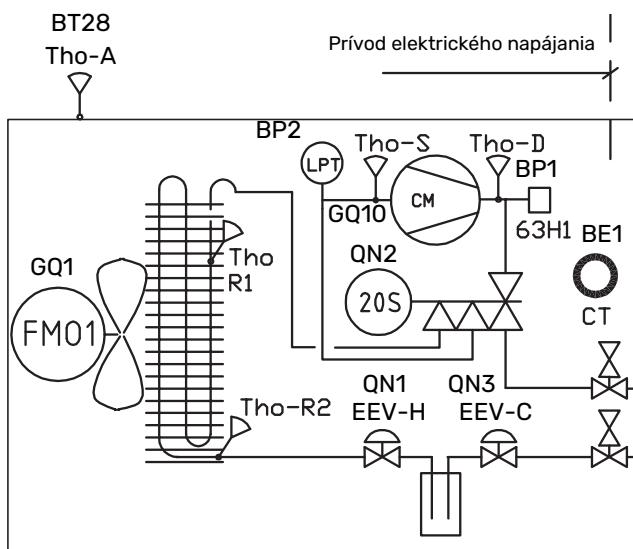 BT28
Tho-A
Prívod elektrického napájania
BP2
LPT
Tho-S
Tho-D
BP1
GQ10
CM
63H1
BE1
CT
QN2
20S
GQ1
FM01
Tho
R1
Tho-R2
QN1
EEV-H
QN3
EEV-C